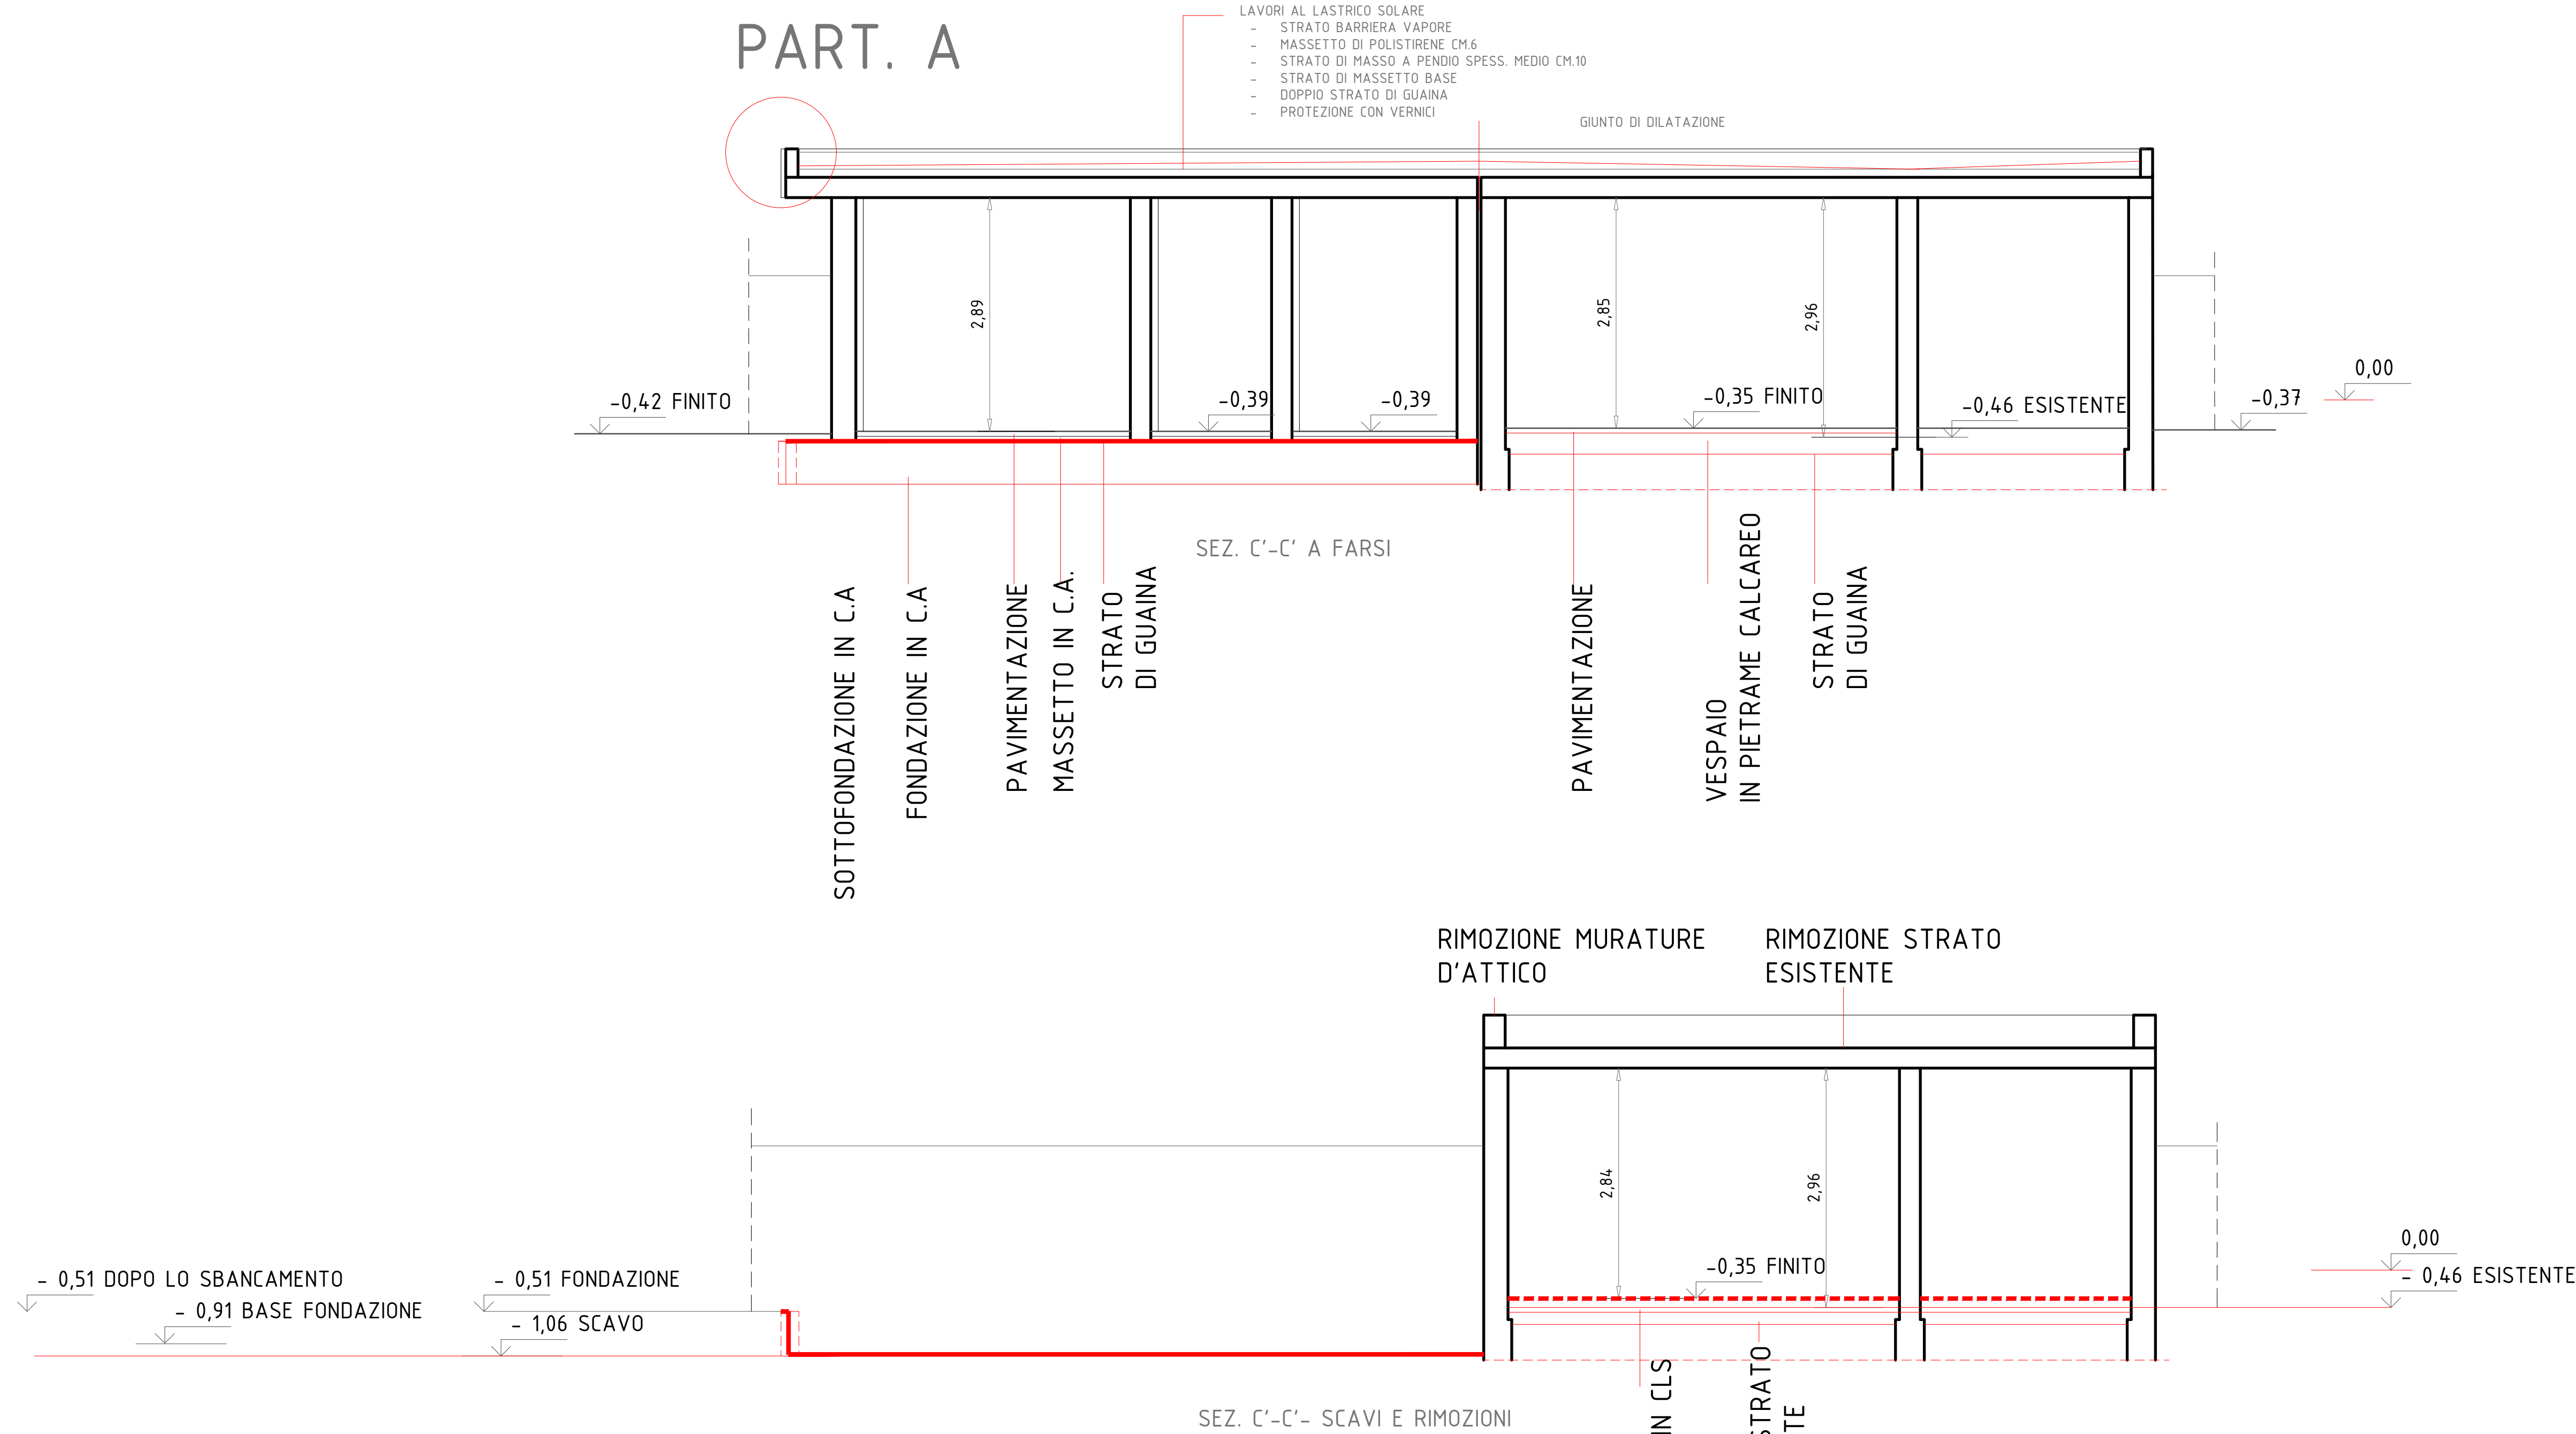 PART. A
LAVORI AL LASTRICO SOLARE
- STRATO BARRIERA VAPORE
- MASSETTO DI POLISTIRENE CM.6
- STRATO DI MASSO A PENDIO SPESS. MEDIO CM.10
- STRATO DI MASSETTO BASE
- DOPPIO STRATO DI GUAINA
- PROTEZIONE CON VERNICI
GIUNTO DI DILATAZIONE
2,89
2,85
2,96
0,00
-0,42 FINITO
-0,39
-0,39
-0,35 FINITO
-0,46 ESISTENTE
-0,37
SEZ. C'-C' A FARSI
SOTTOFONDAZIONE IN C.A
FONDAZIONE IN C.A
PAVIMENTAZIONE
MASSETTO IN C.A.
STRATO
DI GUAINA
PAVIMENTAZIONE
VESPAIO
IN PIETRAME CALCAREO
STRATO
DI GUAINA
RIMOZIONE MURATURE
D'ATTICO
RIMOZIONE STRATO
ESISTENTE
2,84
2,96
- 0,51 DOPO LO SBANCAMENTO
- 0,91 BASE FONDAZIONE
- 0,51 FONDAZIONE
- 1,06 SCAVO
-0,35 FINITO
0,00
- 0,46 ESISTENTE
SEZ. C'-C'- SCAVI E RIMOZIONI
IN CLS
STRATO
TE